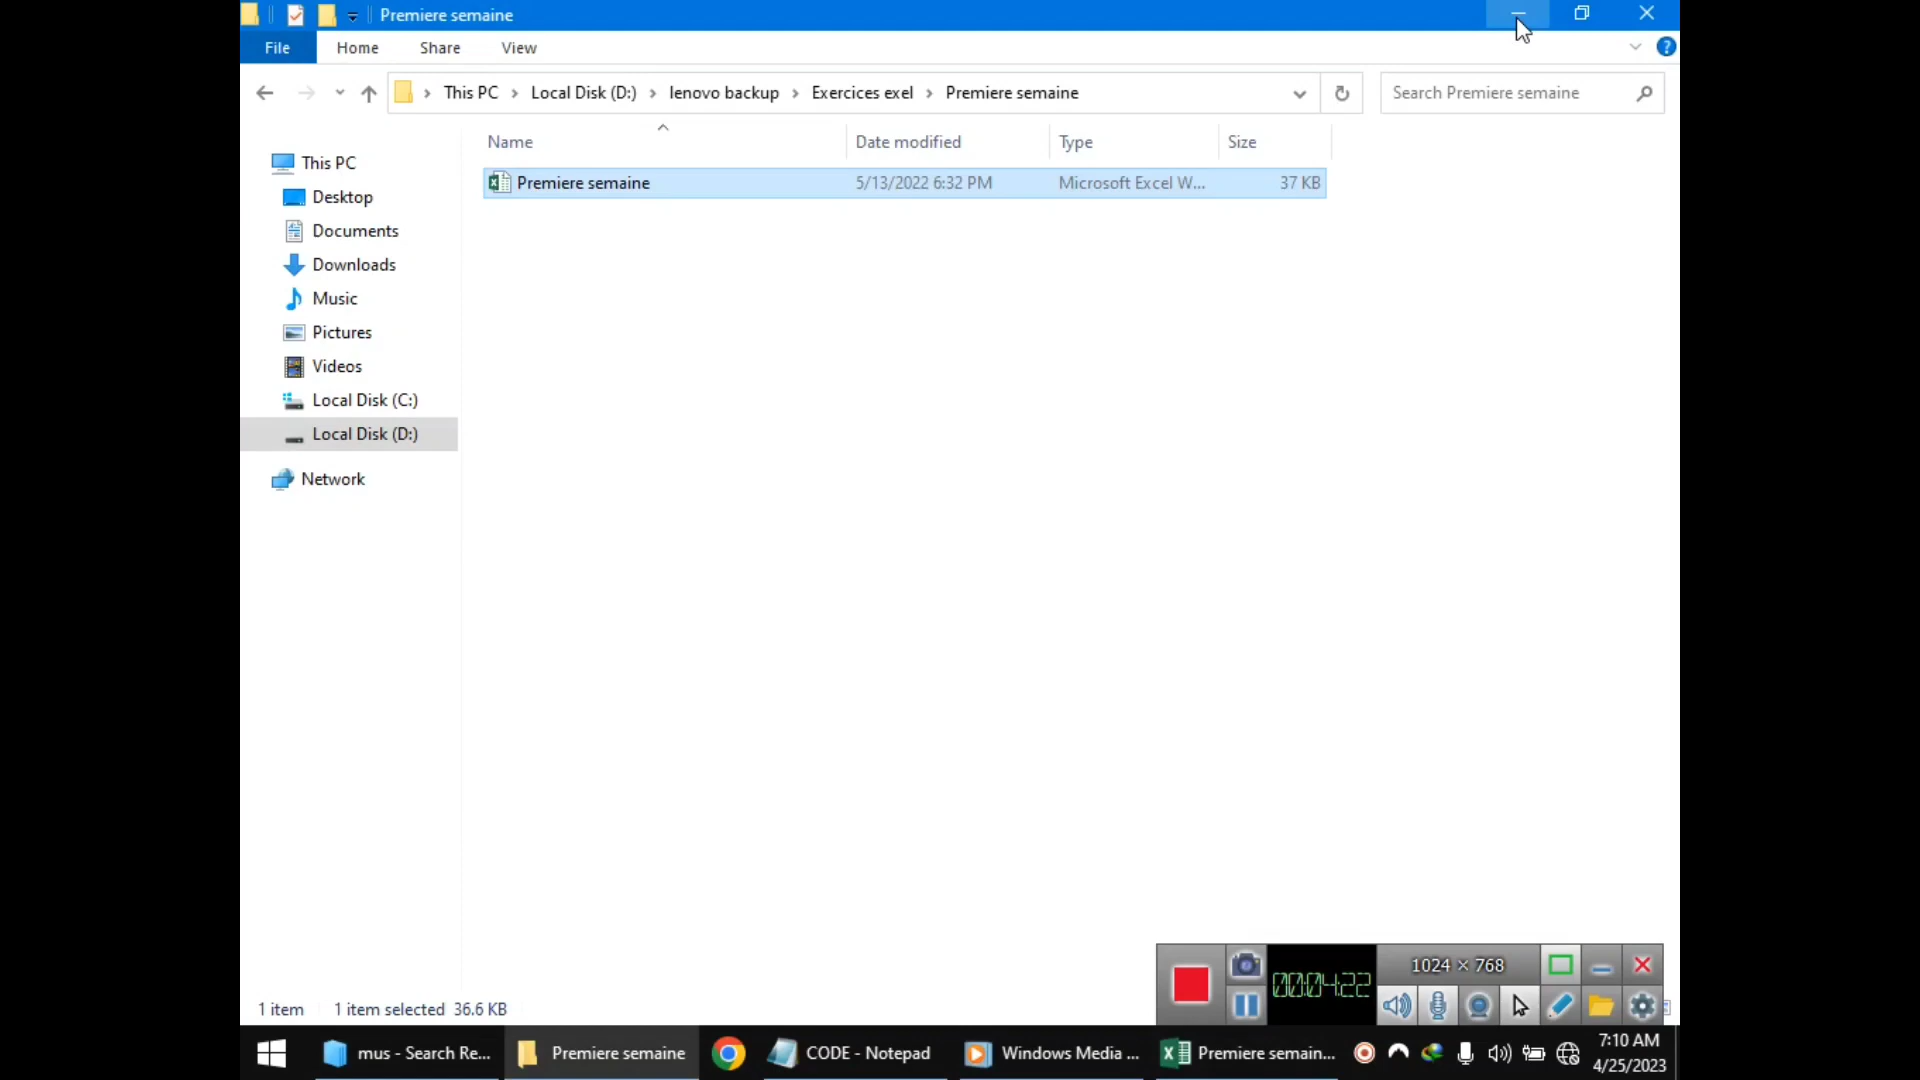 Premiere semaine
File Home Share View
This PC Local Disk (D:) lenovo backup Exercices exel Premiere semaine Search Premiere semaine
Name Date modified Type Size
Premiere semaine 5/13/2022 6:32 PM Microsoft Excel W... 37 KB
This PC
Desktop
Documents
Downloads
Music
Pictures
Videos
Local Disk (C:)
Local Disk (D:)
Network
1024 × 768
00:04:22
1 item 1 item selected 36.6 KB
mus - Search Re... Premiere semaine CODE - Notepad Windows Media ... Premiere semain...
7:10 AM
4/25/2023